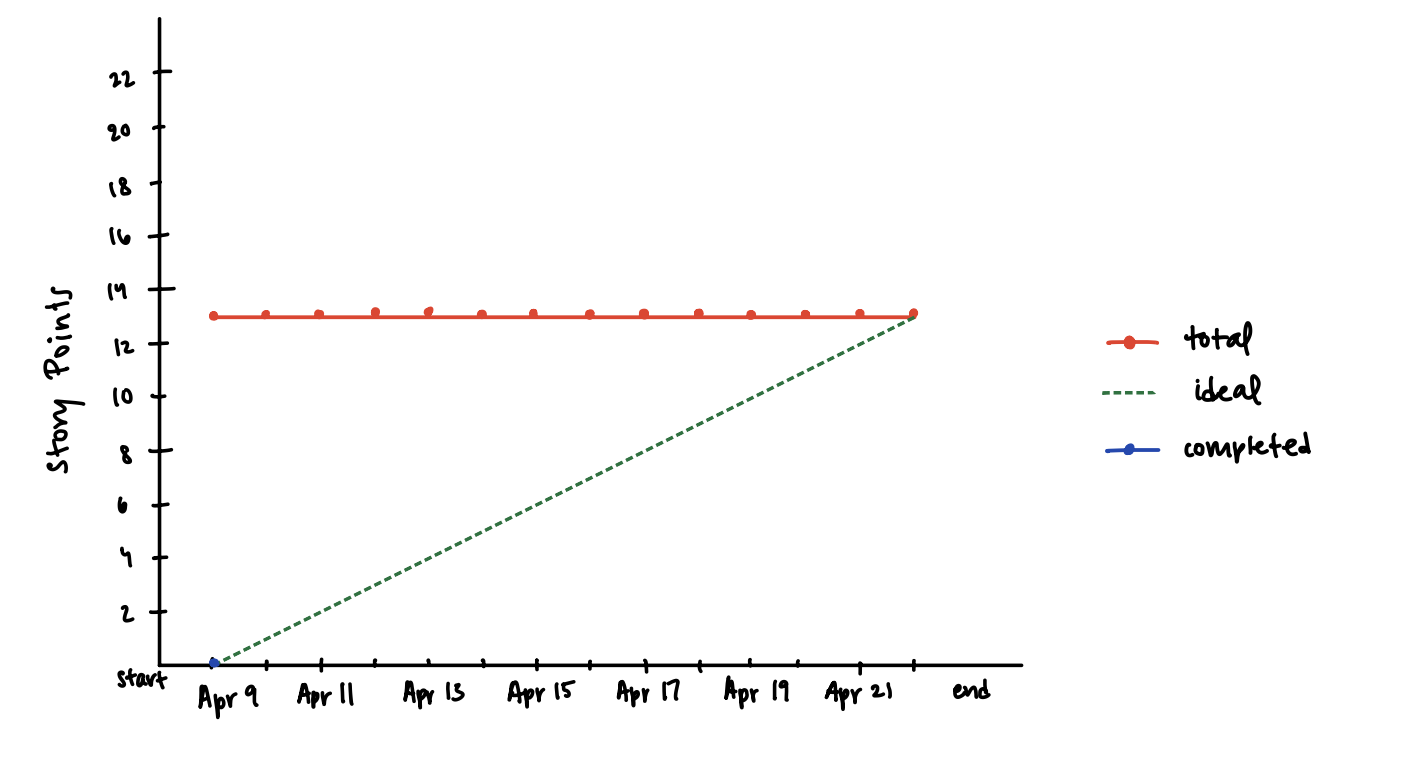 22
20
18
16
14
12
10
8
6
4
2
Story Points
start
Apr 9
Apr 11
Apr 13
Apr 15
Apr 17
Apr 19
Apr 21
end
total
ideal
completed